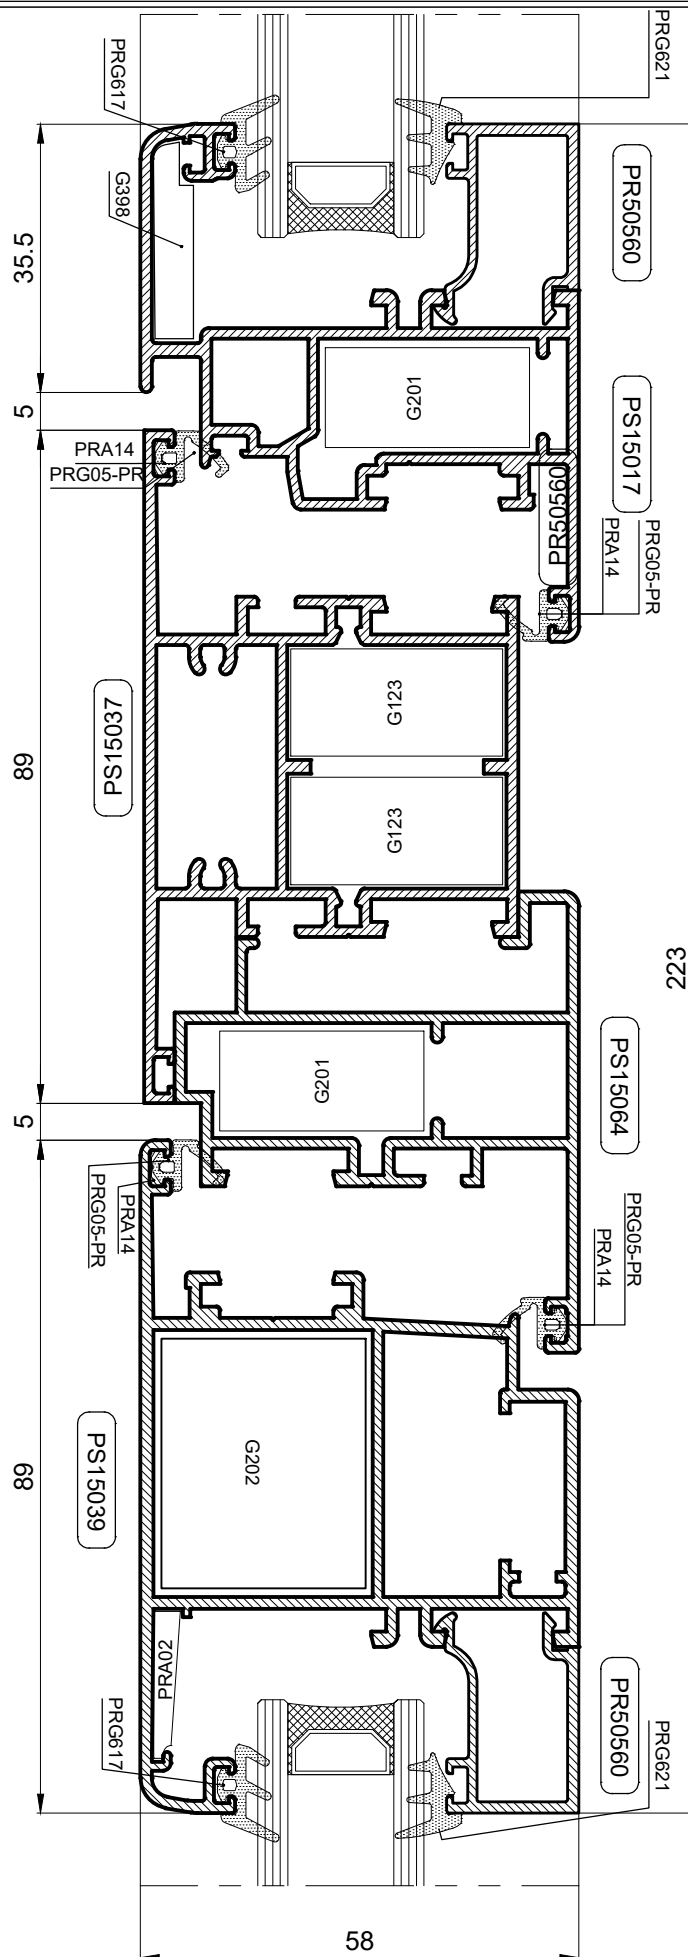 PRG621
PRG617
G398
PR50560
35.5
5
G201
PS15017
PRA14
PRG05-PR
PR50560
PRG05-PR
PRA14
G123
PS15037
89
G123
223
G201
PS15064
5
PRA14
PRG05-PR
PRG05-PR
PRA14
G202
PS15039
89
PRA02
PRG617
PR50560
PRG621
58